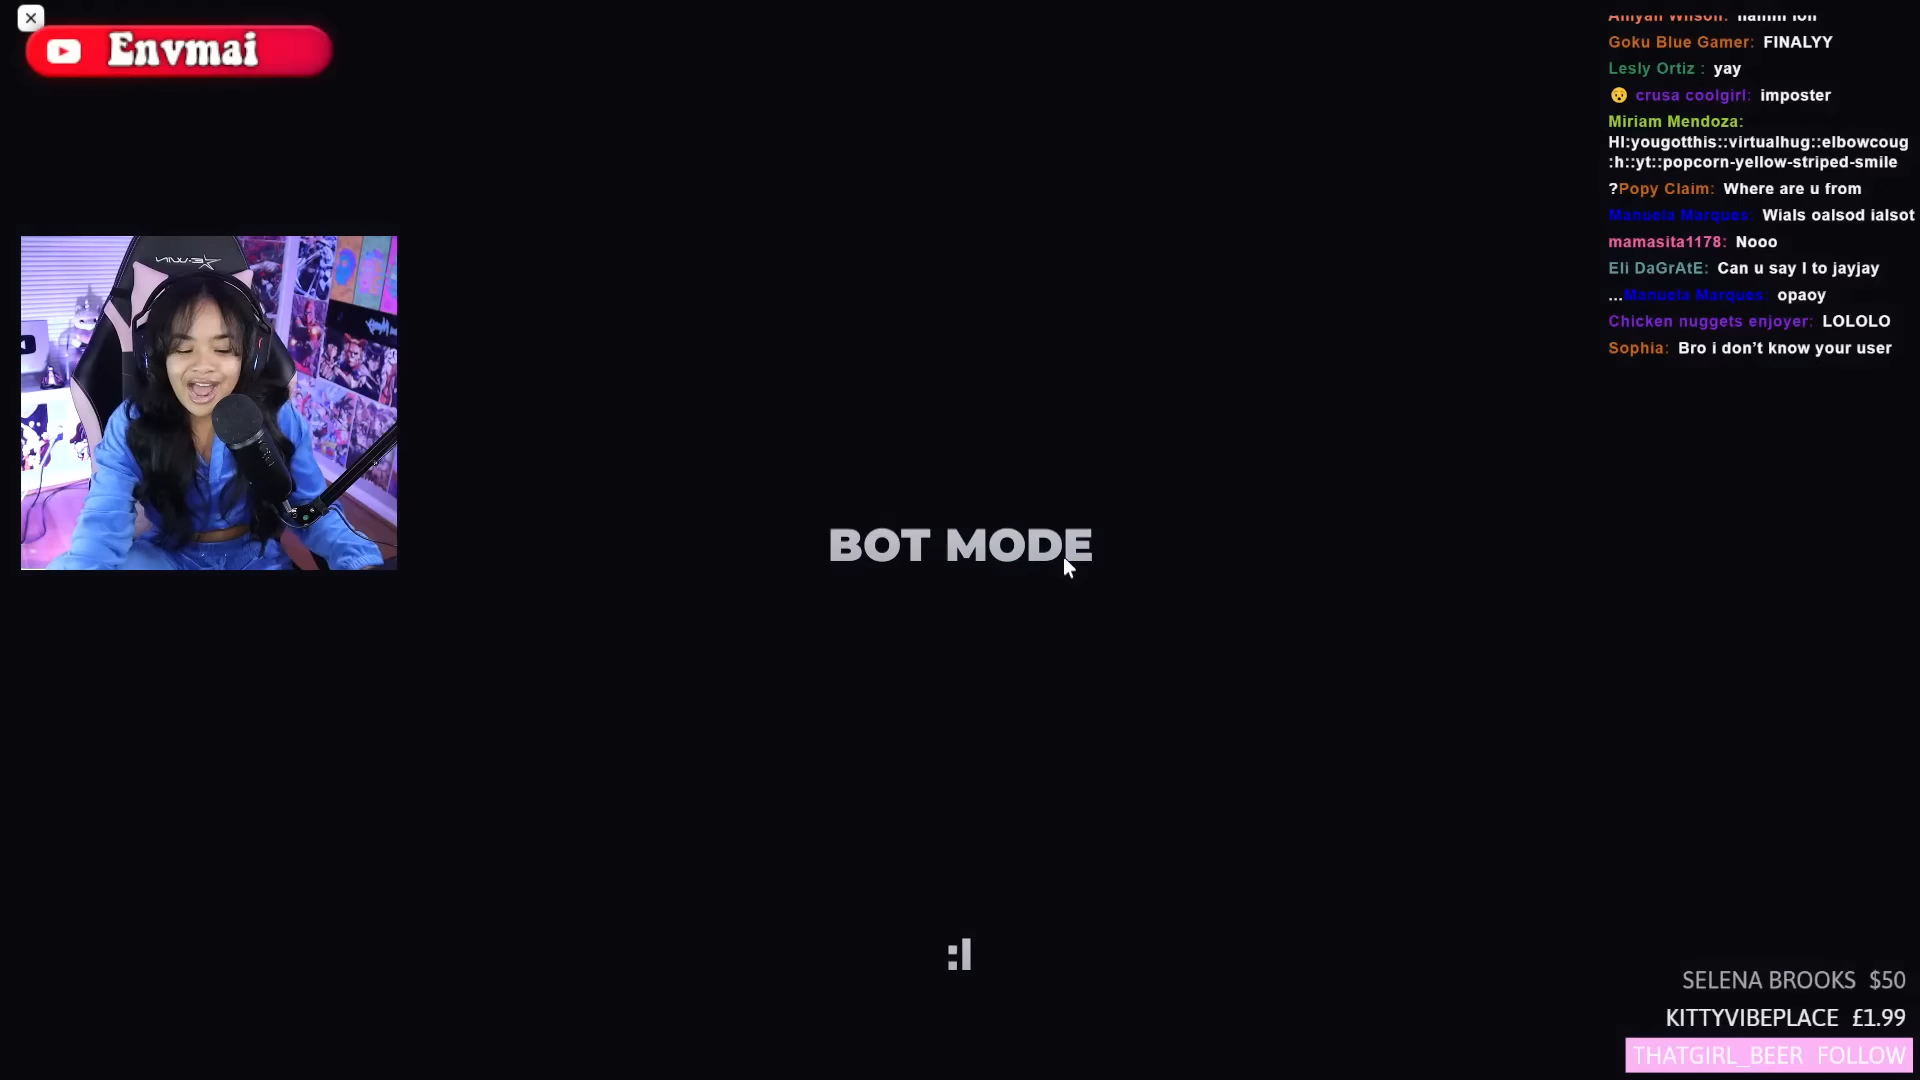 Envmai
Goku Blue Gamer: FINALYY
Lesly Ortiz : yay
crusa coolgirl: imposter
Miriam Mendoza:
HI:yougotthis::virtualhug::elbowcoug
:h::yt::popcorn-yellow-striped-smile
?Popy Claim: Where are u from
Manuela Marques: Wials oalsod ialsot
mamasita1178: Nooo
Eli DaGrAtE: Can u say I to jayjay
...Manuela Marques: opaoy
Chicken nuggets enjoyer: LOLOLO
Sophia: Bro i don’t know your user
BOT MODE
:I
SELENA BROOKS $50
KITTYVIBEPLACE £1.99
THATGIRL_BEER FOLLOW